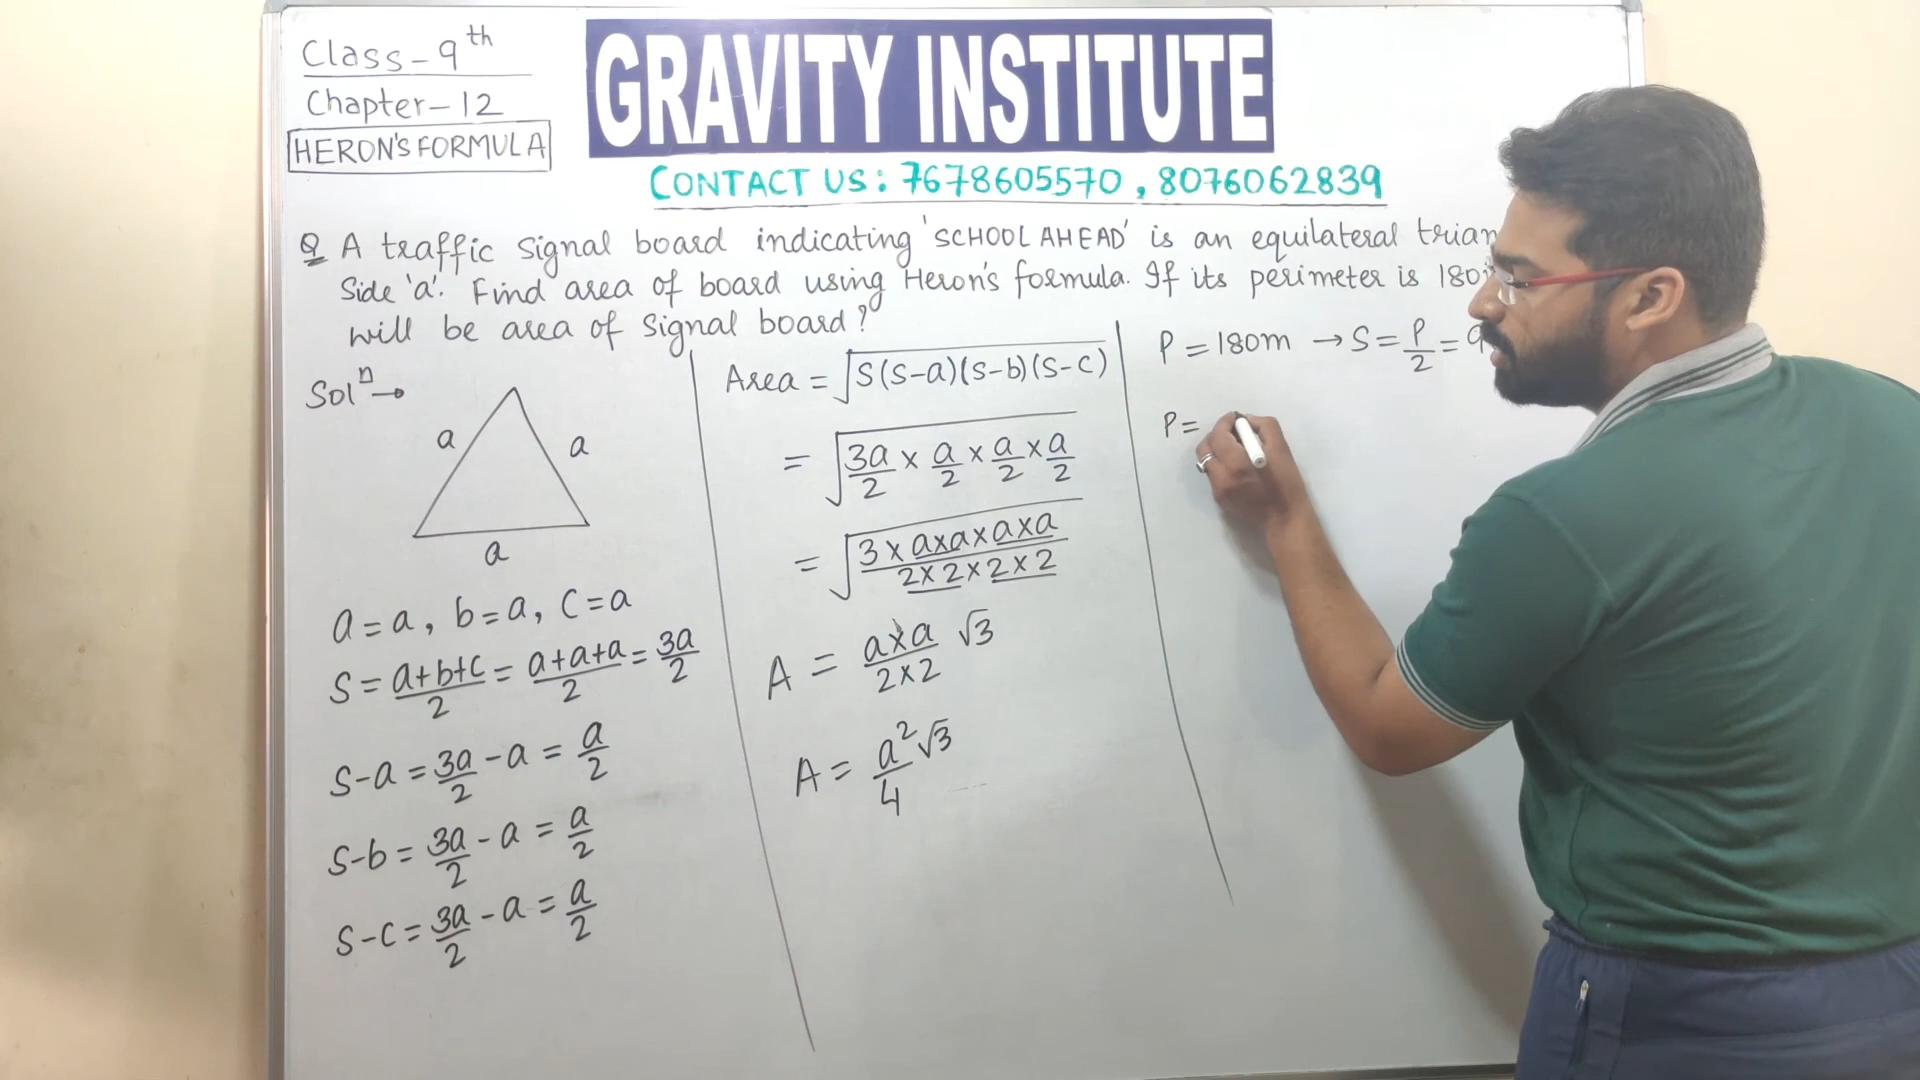 Class-9th
Chapter-12
HERON'S FORMULA
GRAVITY INSTITUTE
CONTACT US: 7678605570, 8076062839
Q A traffic signal board indicating 'SCHOOL AHEAD' is an equilateral
side 'a'. Find area of board using Heron's formula. If its perimeter is 180
will be area of signal board?
Solⁿ→
a
a
a
a=a, b=a, c=a
S = a+b+c/2 = a+a+a/2 = 3a/2
S-a = 3a/2 - a = a/2
S-b = 3a/2 - a = a/2
S-c = 3a/2 - a = a/2
Area = √S(S-a)(S-b)(S-c)
= √3a/2 × a/2 × a/2 × a/2
= √3×a×a×a×a/2×2×2×2
A = a×a/2×2 √3
A = a²√3/4
P = 180m → S = P/2 =
P =